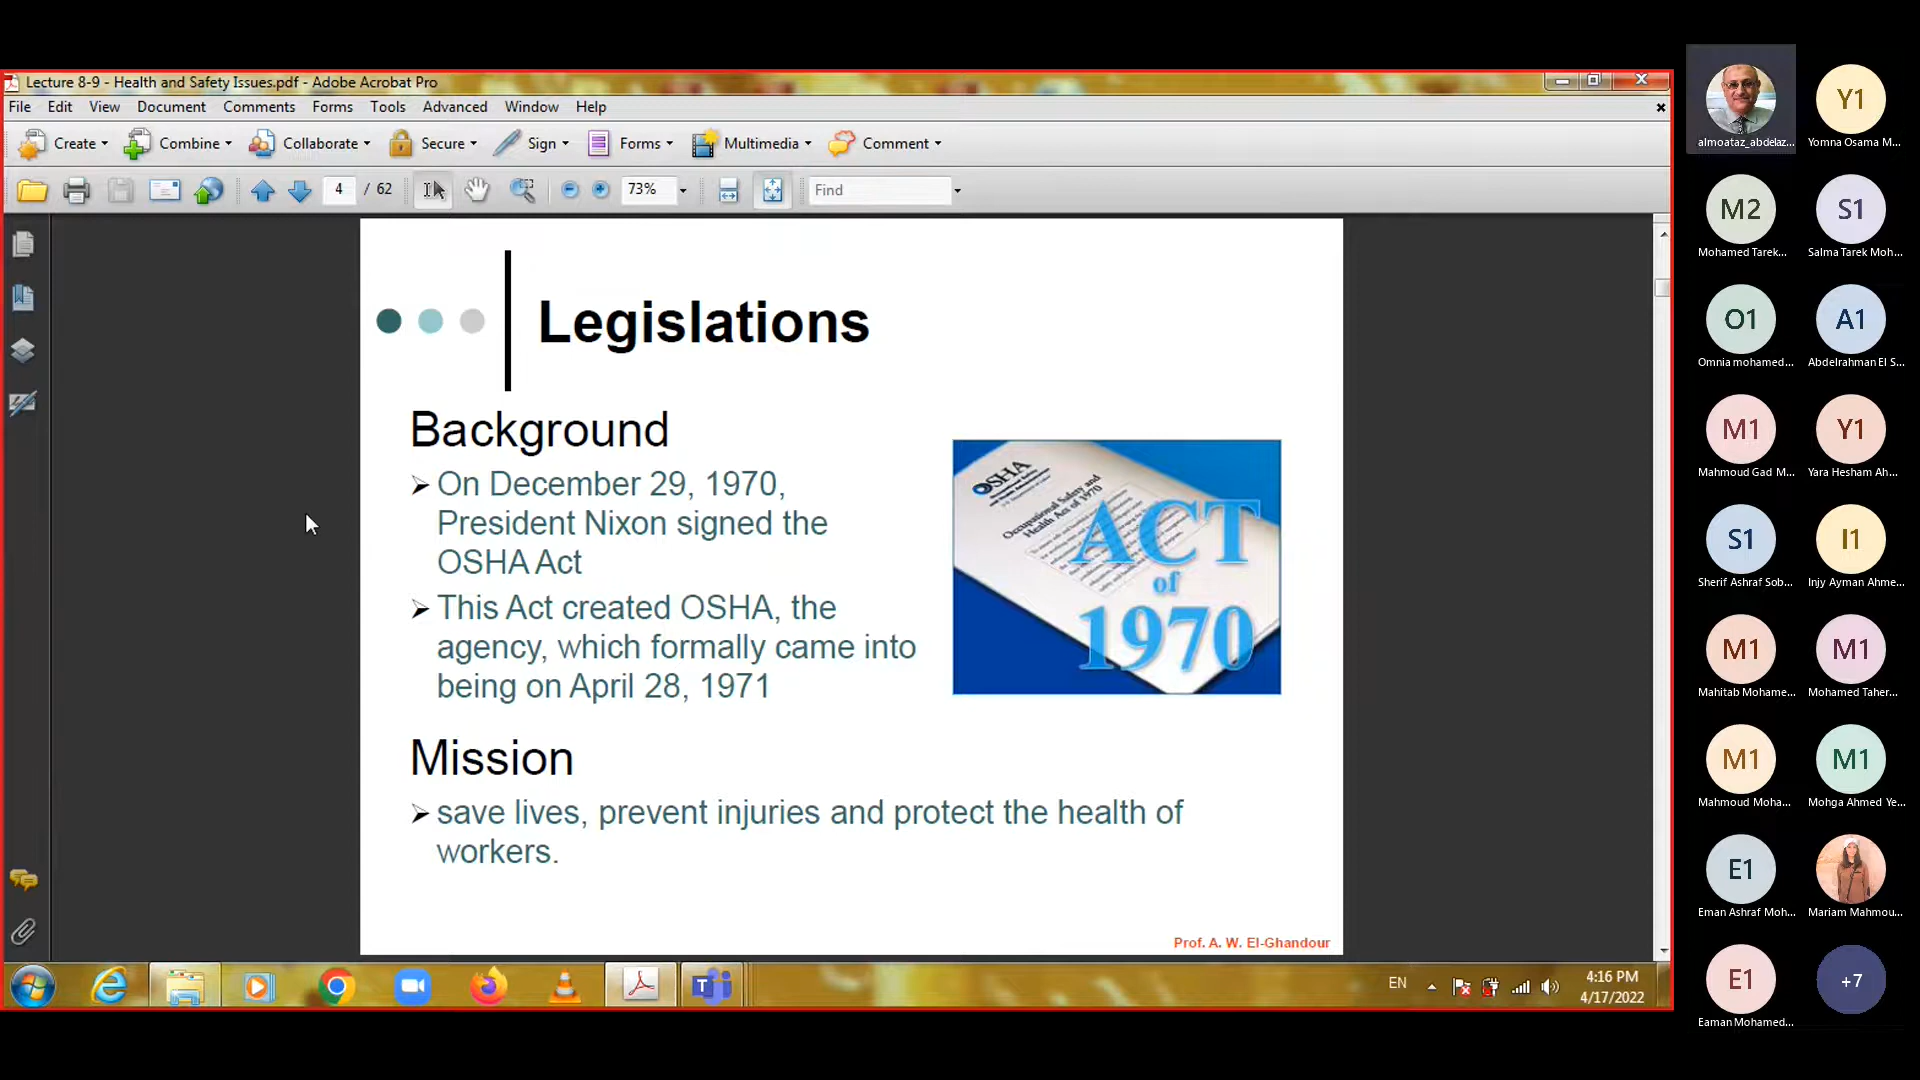 Lecture 8-9 - Health and Safety Issues.pdf - Adobe Acrobat Pro
File Edit View Document Comments Forms Tools Advanced Window Help
Create Combine Collaborate Secure Sign Forms Multimedia Comment
4 / 62 73% Find
Legislations
Background
On December 29, 1970,
President Nixon signed the
OSHA Act
This Act created OSHA, the
agency, which formally came into
being on April 28, 1971
OSHA
Occupational Safety and
Health Act of 1970
ACT
of
1970
Mission
save lives, prevent injuries and protect the health of
workers.
Prof. A. W. El-Ghandour
EN
4:16 PM
4/17/2022
almoataz_abdelaz...
Y1
Yomna Osama M...
M2
Mohamed Tarek...
S1
Salma Tarek Moh...
O1
Omnia mohamed...
A1
Abdelrahman El S...
M1
Mahmoud Gad M...
Y1
Yara Hesham Ah...
S1
Sherif Ashraf Sob...
I1
Injy Ayman Ahme...
M1
Mahitab Mohame...
M1
Mohamed Taher...
M1
Mahmoud Moha...
M1
Mohga Ahmed Ye...
E1
Eman Ashraf Moh...
Mariam Mahmou...
E1
Eaman Mohamed...
+7